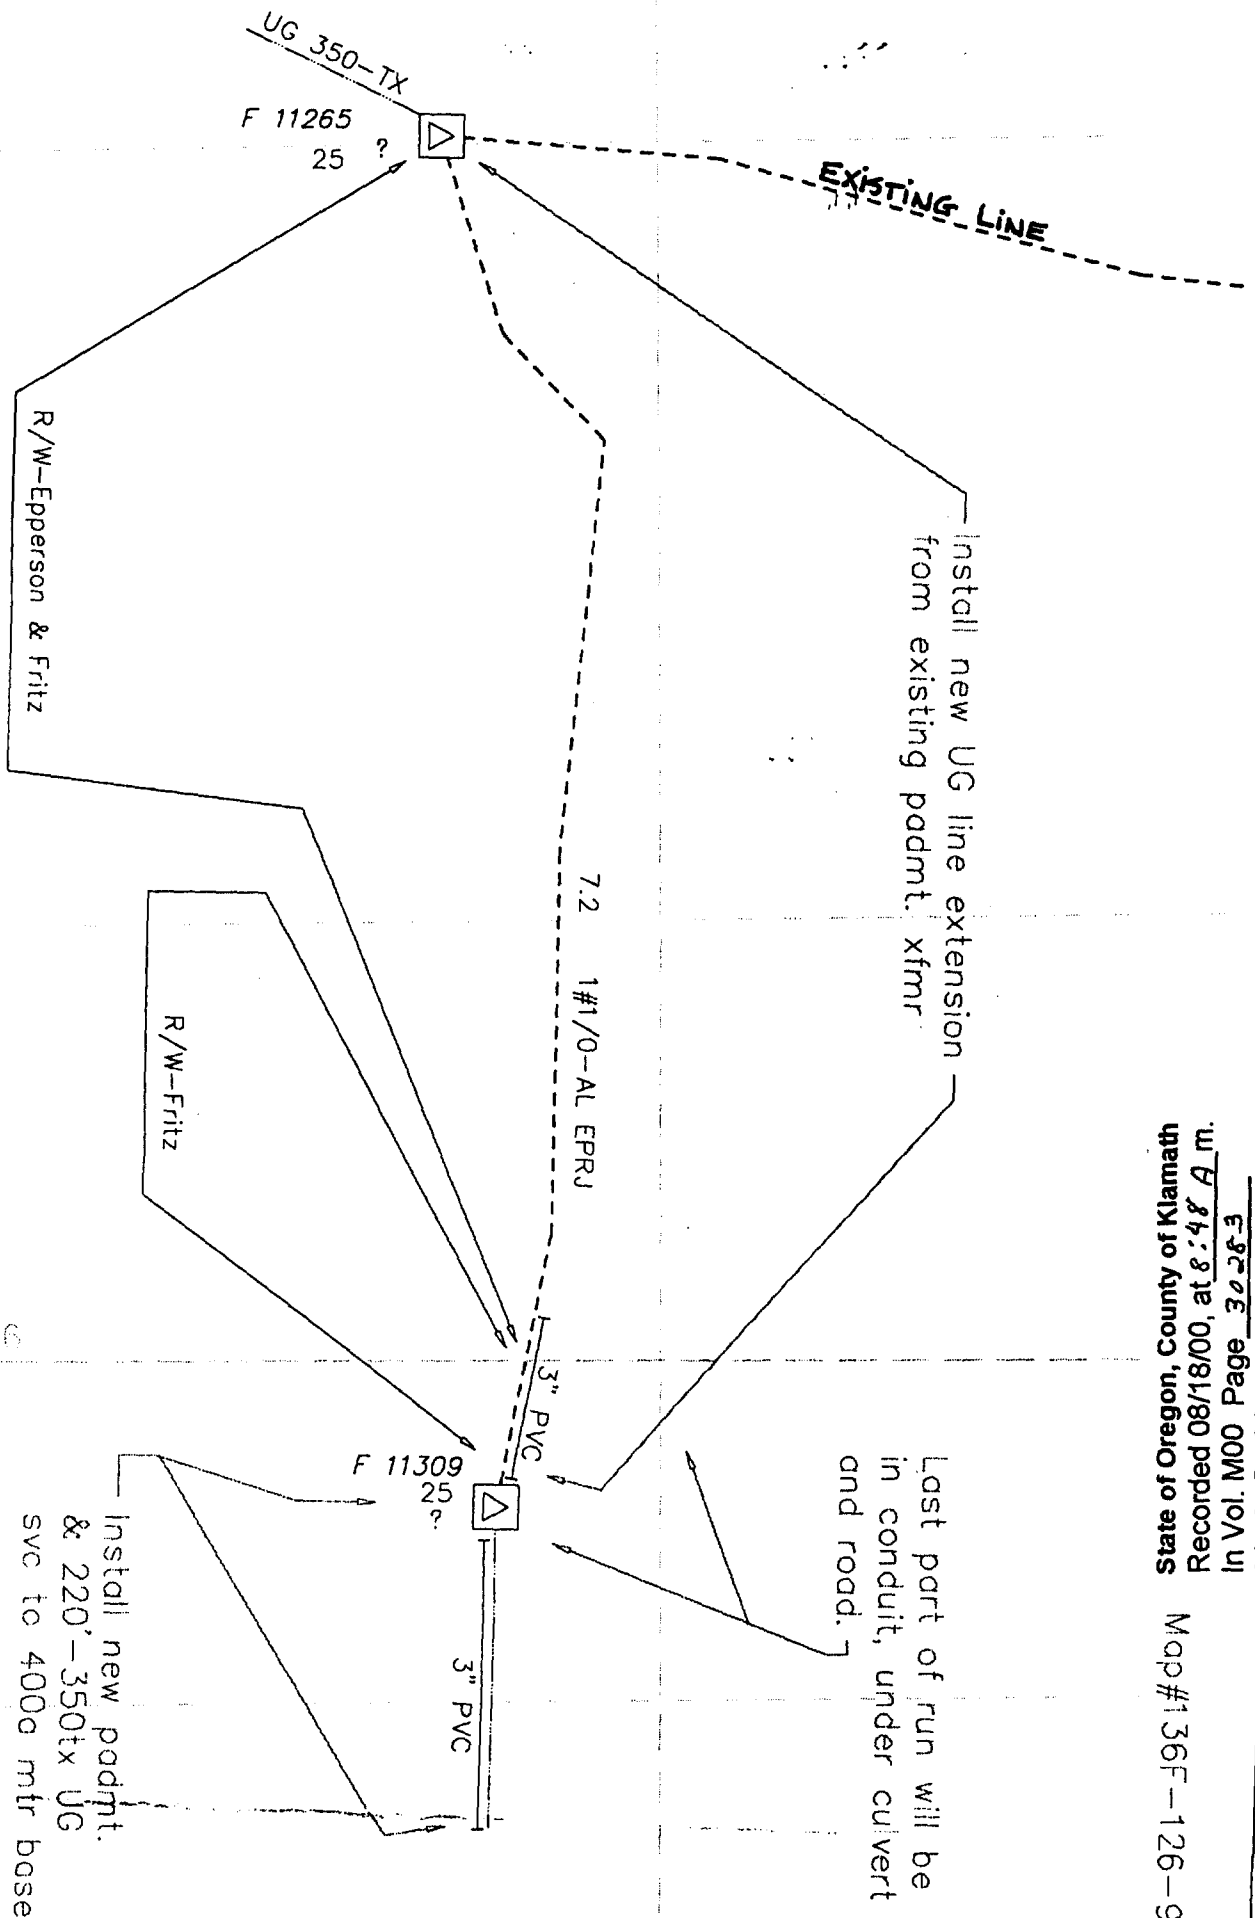 UG 350-TX
F 11265
25 ?
EXISTING LINE
Install new UG line extension
from existing padmt. xfmr
R/W-Epperson & Fritz
7.2 1#1/0-AL EPRJ
R/W-Fritz
3" PVC
F 11309
25
?
3" PVC
Last part of run will be
in conduit, under culvert
and road.
Install new padmt.
& 220'-350tx UG
svc to 400a mtr base
State of Oregon, County of Klamath
Recorded 08/18/00, at 8:48 A m.
In Vol. M00 Page 30283
Map#136F-126-9